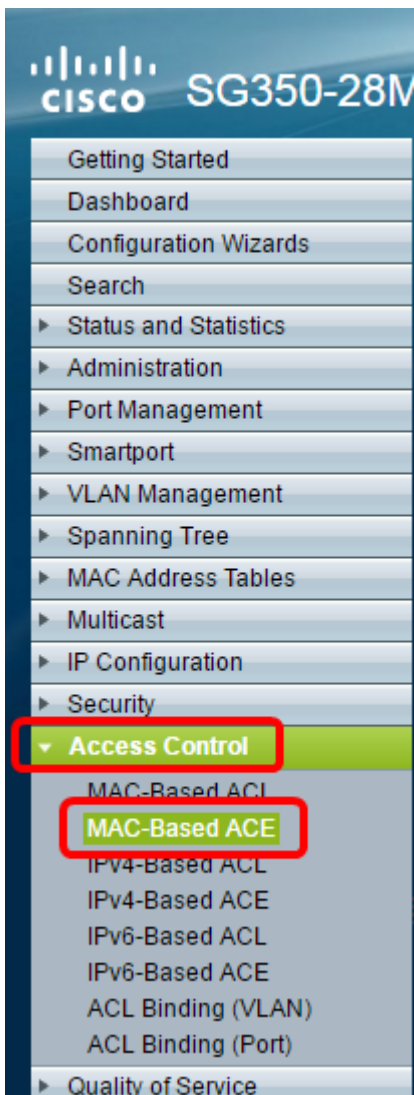 CISCO SG350-28M
Getting Started
Dashboard
Configuration Wizards
Search
Status and Statistics
Administration
Port Management
Smartport
VLAN Management
Spanning Tree
MAC Address Tables
Multicast
IP Configuration
Security
Access Control
MAC-Based ACL
MAC-Based ACE
IPv4-Based ACL
IPv4-Based ACE
IPv6-Based ACL
IPv6-Based ACE
ACL Binding (VLAN)
ACL Binding (Port)
Quality of Service